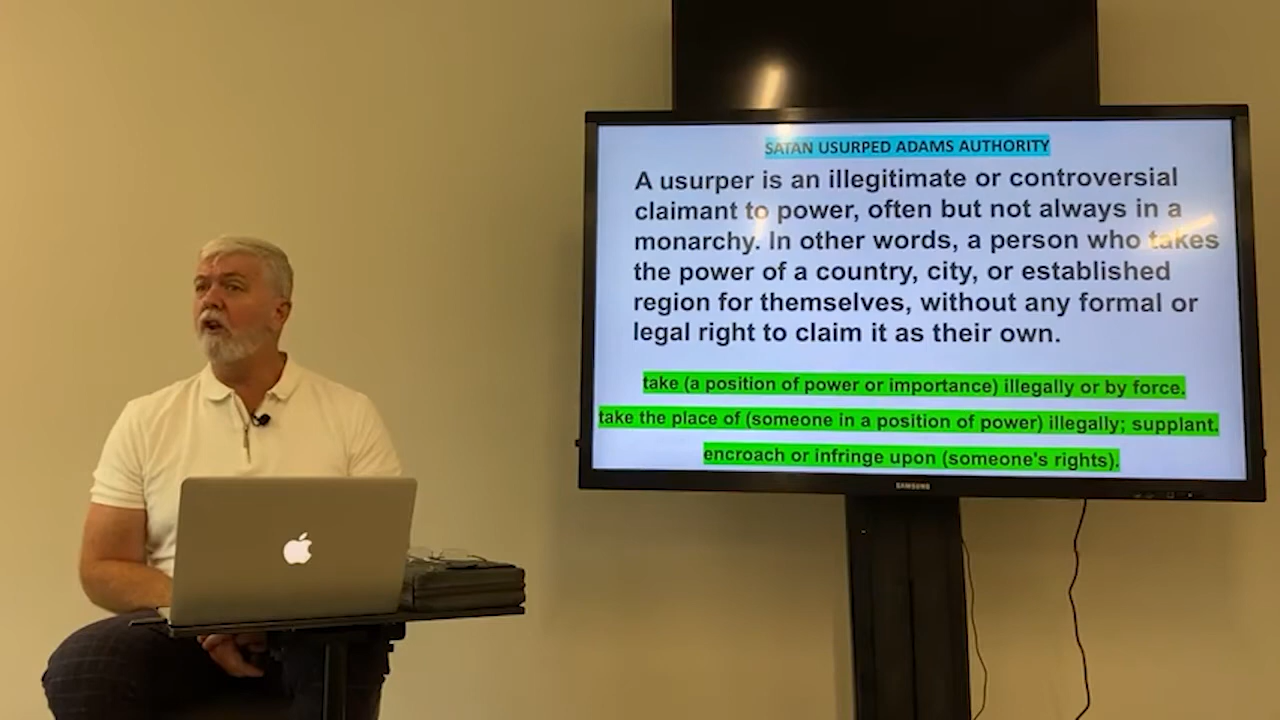 SATAN USURPED ADAMS AUTHORITY
A usurper is an illegitimate or controversial
claimant to power, often but not always in a
monarchy. In other words, a person who takes
the power of a country, city, or established
region for themselves, without any formal or
legal right to claim it as their own.
take (a position of power or importance) illegally or by force.
take the place of (someone in a position of power) illegally; supplant.
encroach or infringe upon (someone's rights).
SAMSUNG